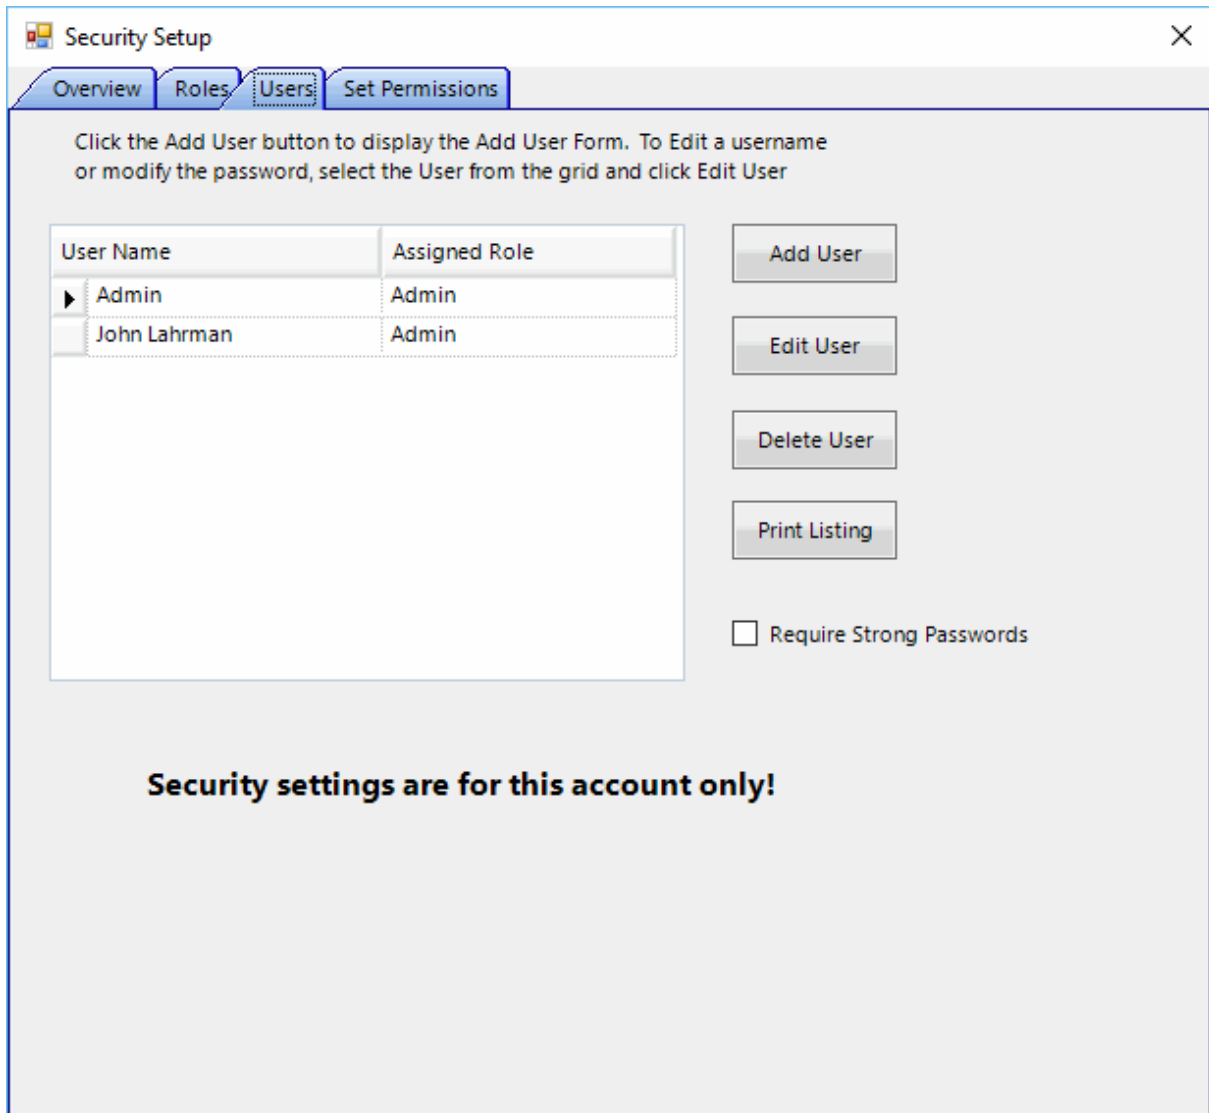 Security Setup
Overview Roles Users Set Permissions
Click the Add User button to display the Add User Form.  To Edit a username
or modify the password, select the User from the grid and click Edit User
User Name Assigned Role
Admin Admin
John Lahrman Admin
Add User
Edit User
Delete User
Print Listing
Require Strong Passwords
Security settings are for this account only!